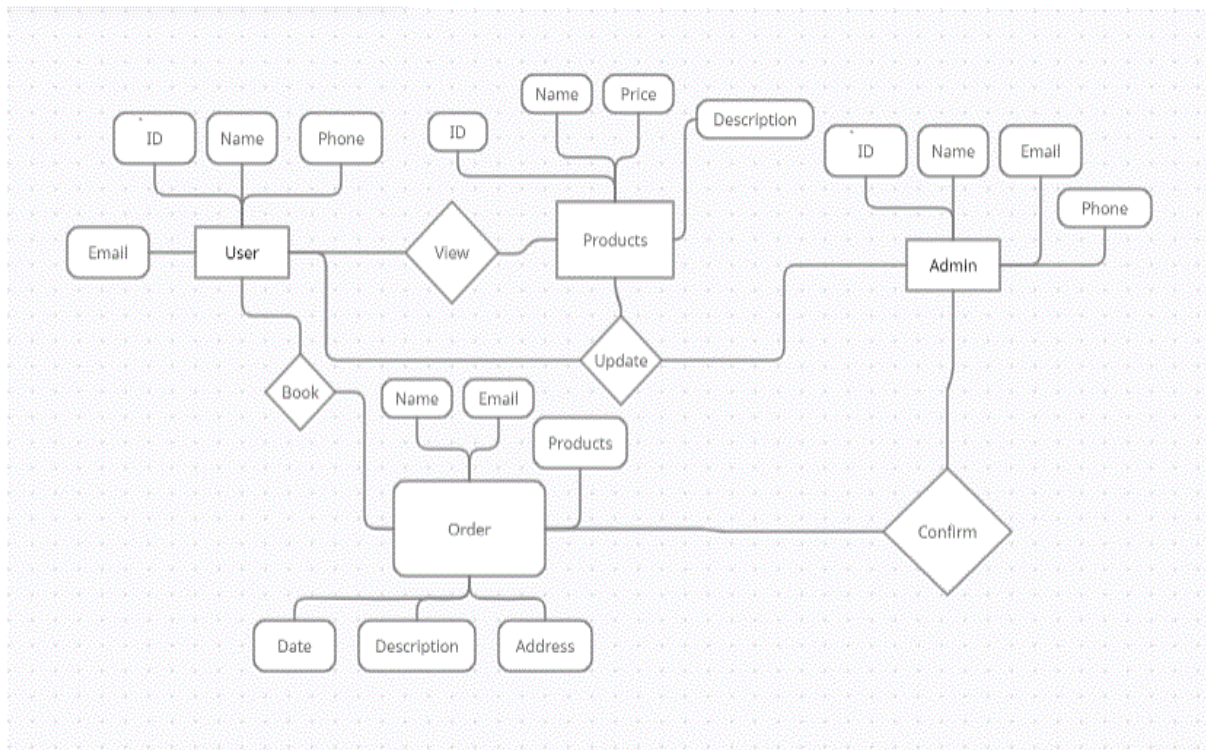 Name
Price
Description
ID
Name
Phone
ID
ID
Name
Email
Phone
Email
User
View
Products
Admin
Update
Book
Name
Email
Products
Order
Confirm
Date
Description
Address